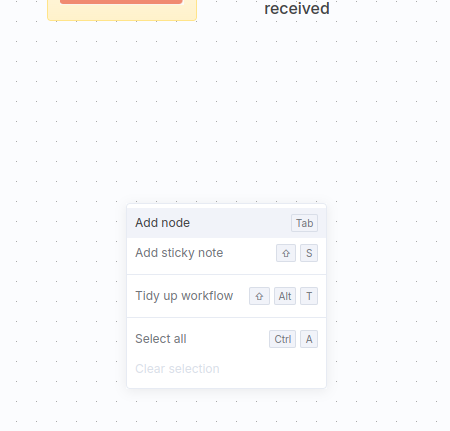 received
Add node Tab
Add sticky note ⇧ S
Tidy up workflow ⇧ Alt T
Select all Ctrl A
Clear selection